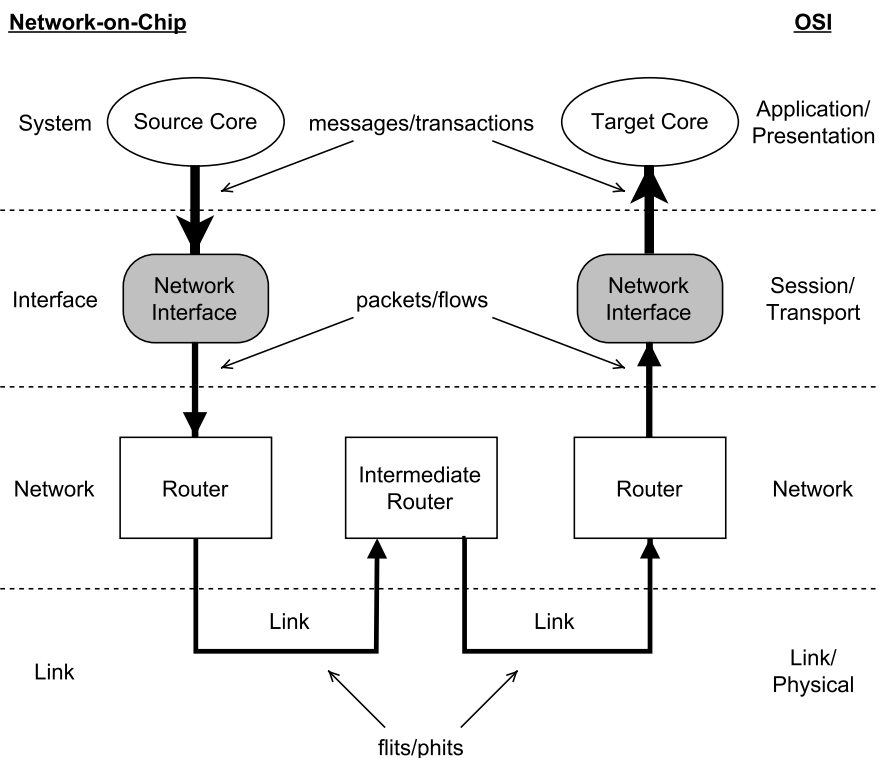 Network-on-Chip
OSI
System
Source Core
messages/transactions
Target Core
Application/
Presentation
Interface
Network
Interface
packets/flows
Network
Interface
Session/
Transport
Network
Router
Intermediate
Router
Router
Network
Link
Link
Link
Link/
Physical
flits/phits